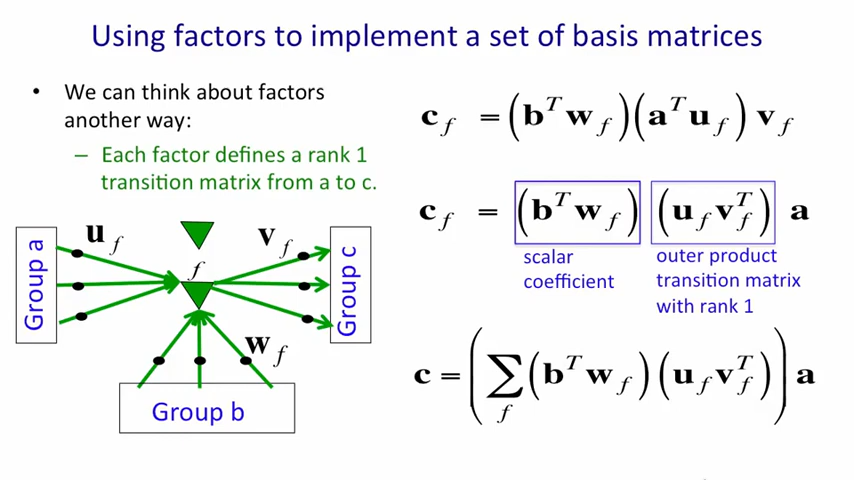 Using factors to implement a set of basis matrices
• We can think about factors
another way:
– Each factor defines a rank 1
transition matrix from a to c.
c_f = (b^T w_f)(a^T u_f) v_f
c_f = (b^T w_f) (u_f v_f^T) a
scalar
coefficient
outer product
transition matrix
with rank 1
c = (∑_f (b^T w_f)(u_f v_f^T)) a
Group a
u_f
f
v_f
Group c
w_f
Group b